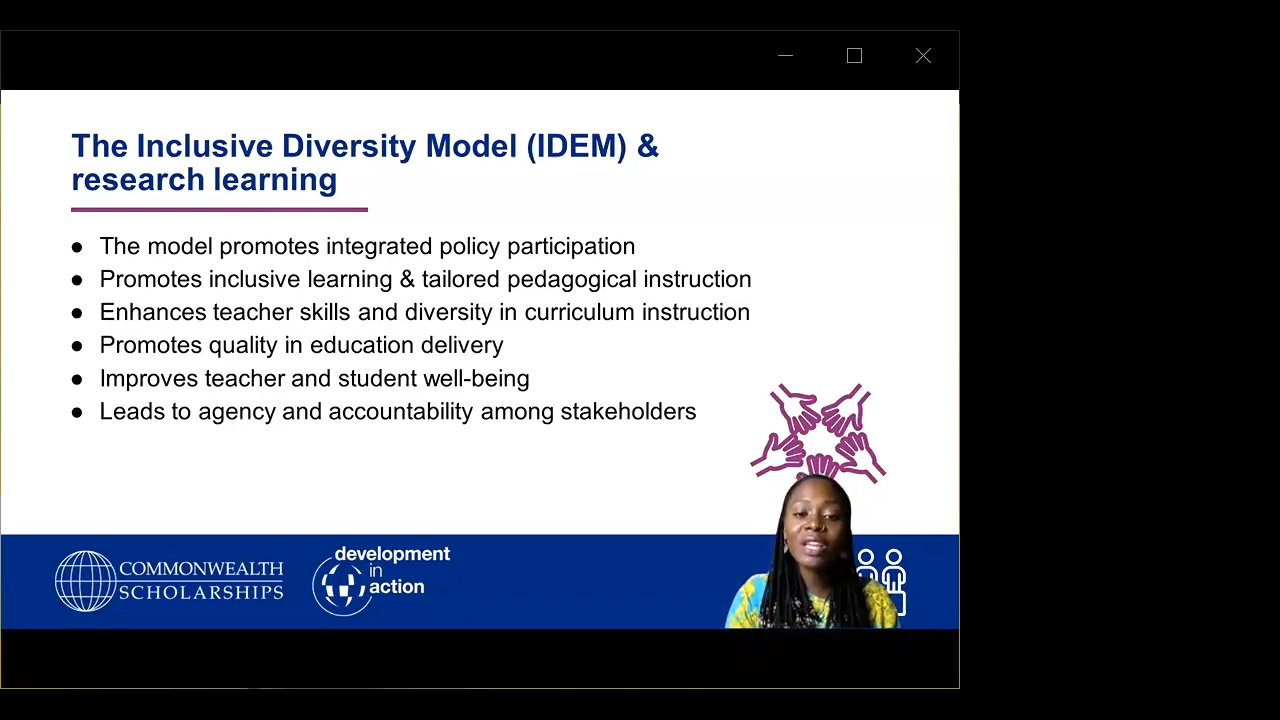 The Inclusive Diversity Model (IDEM) &
research learning
● The model promotes integrated policy participation
● Promotes inclusive learning & tailored pedagogical instruction
● Enhances teacher skills and diversity in curriculum instruction
● Promotes quality in education delivery
● Improves teacher and student well-being
● Leads to agency and accountability among stakeholders
COMMONWEALTH
SCHOLARSHIPS
development
in
action